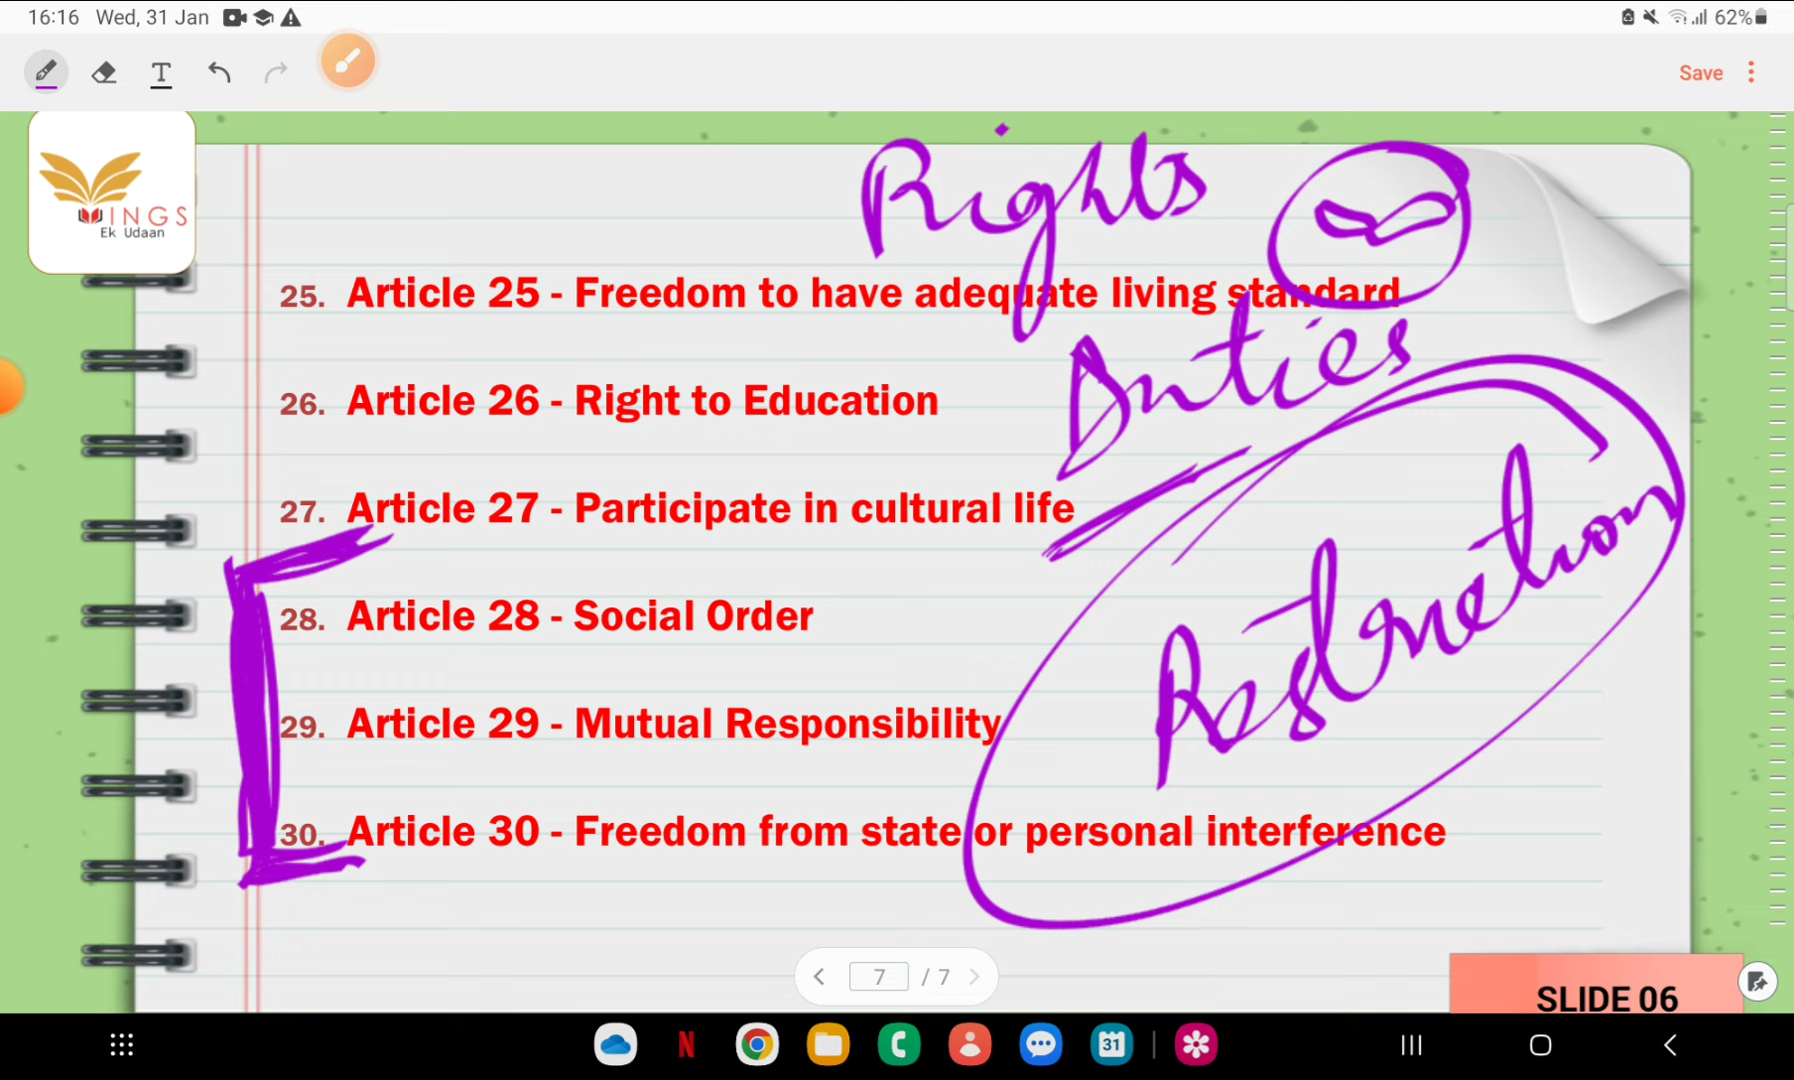 16:16 Wed, 31 Jan
62%
T
Save
WINGS
Ek Udaan
Rights
25. Article 25 - Freedom to have adequate living standard
Duties
26. Article 26 - Right to Education
27. Article 27 - Participate in cultural life
Restriction
28. Article 28 - Social Order
29. Article 29 - Mutual Responsibility
30. Article 30 - Freedom from state or personal interference
7 / 7
SLIDE 06
N
31